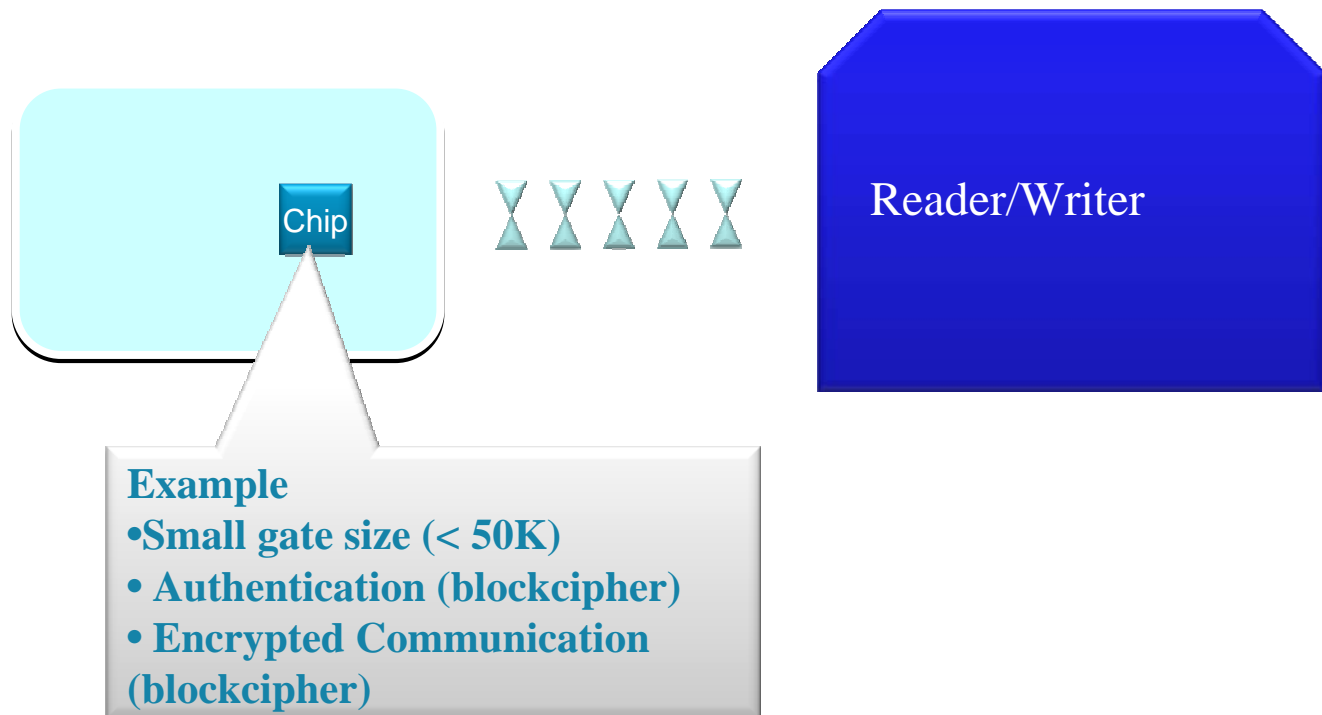 Chip
Reader/Writer
Example
•Small gate size (< 50K)
• Authentication (blockcipher)
• Encrypted Communication
(blockcipher)